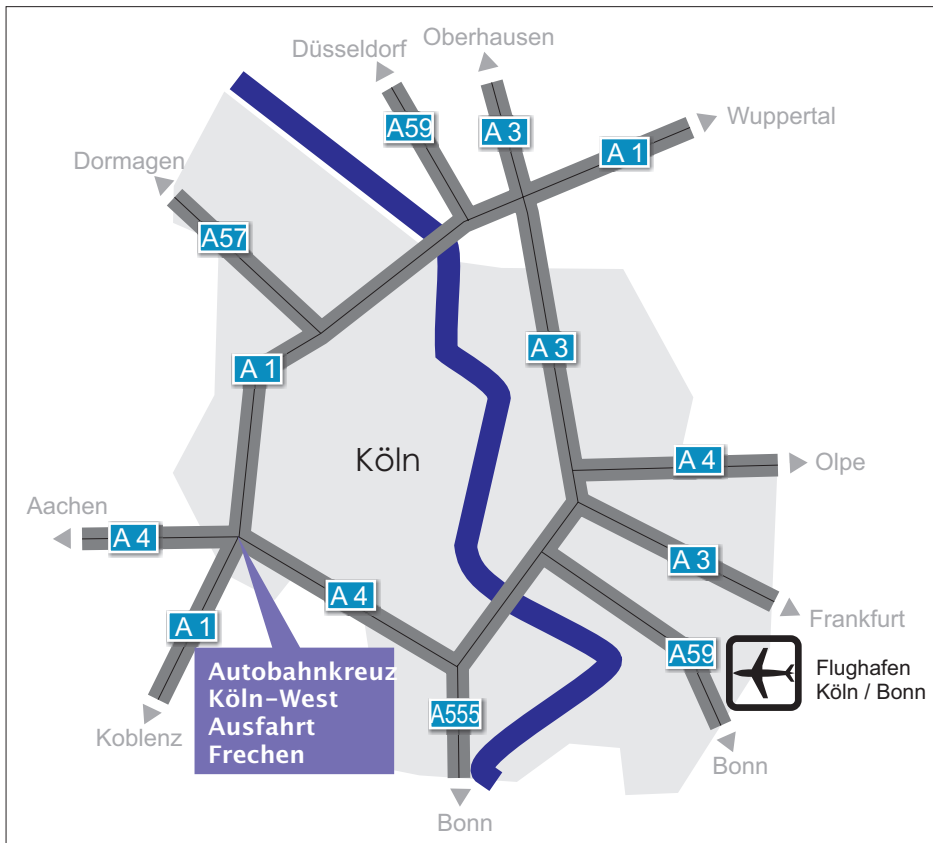 Oberhausen
Düsseldorf
Wuppertal
A59
A 3
A 1
Dormagen
A57
A 3
A 1
Köln
A 4
Olpe
Aachen
A 4
A 3
A 4
Frankfurt
A 1
A59
Autobahnkreuz
Köln-West
Ausfahrt
Frechen
Flughafen
Köln / Bonn
A555
Koblenz
Bonn
Bonn